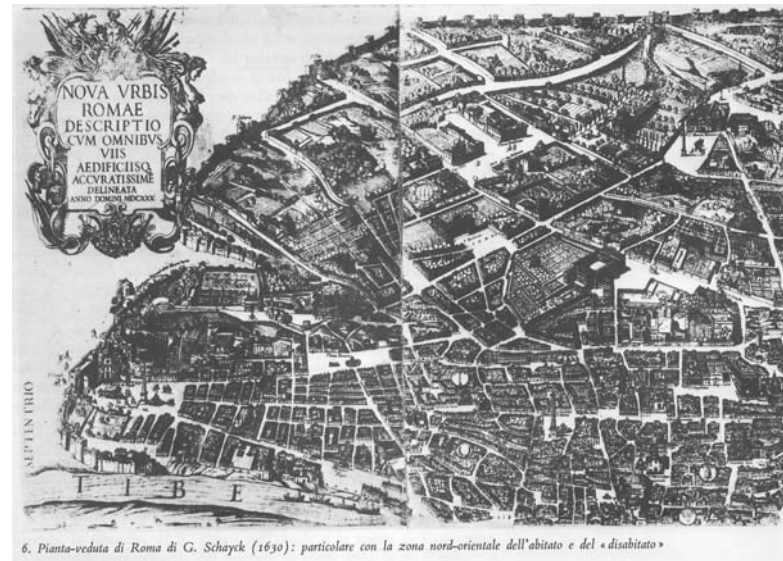 NOVA VRBIS
ROMAE
DESCRIPTIO
CVM OMNIBVS
VIIS
AEDIFICIISQ
ACCVRATISSIME
DELINEATA
ANNO DOMINI MDCXXX
SEPTENTRIO
T I B E
6. Pianta-veduta di Roma di G. Schayck (1630): particolare con la zona nord-orientale dell'abitato e del «disabitato»